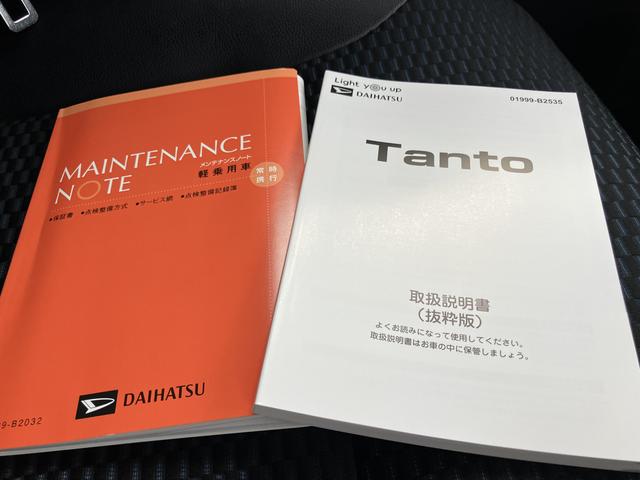 MAINTENANCE
NOTE
メンテナンスノート
軽乗用車
常時
携行
•保証書 •点検整備方式 •サービス網 •点検整備記録簿
DAIHATSU
99-B2032
Light you up
DAIHATSU
01999-B2535
Tanto
取扱説明書
(抜粋版)
よくお読みになって使用してください。
取扱説明書はお車の中に保管しましょう。